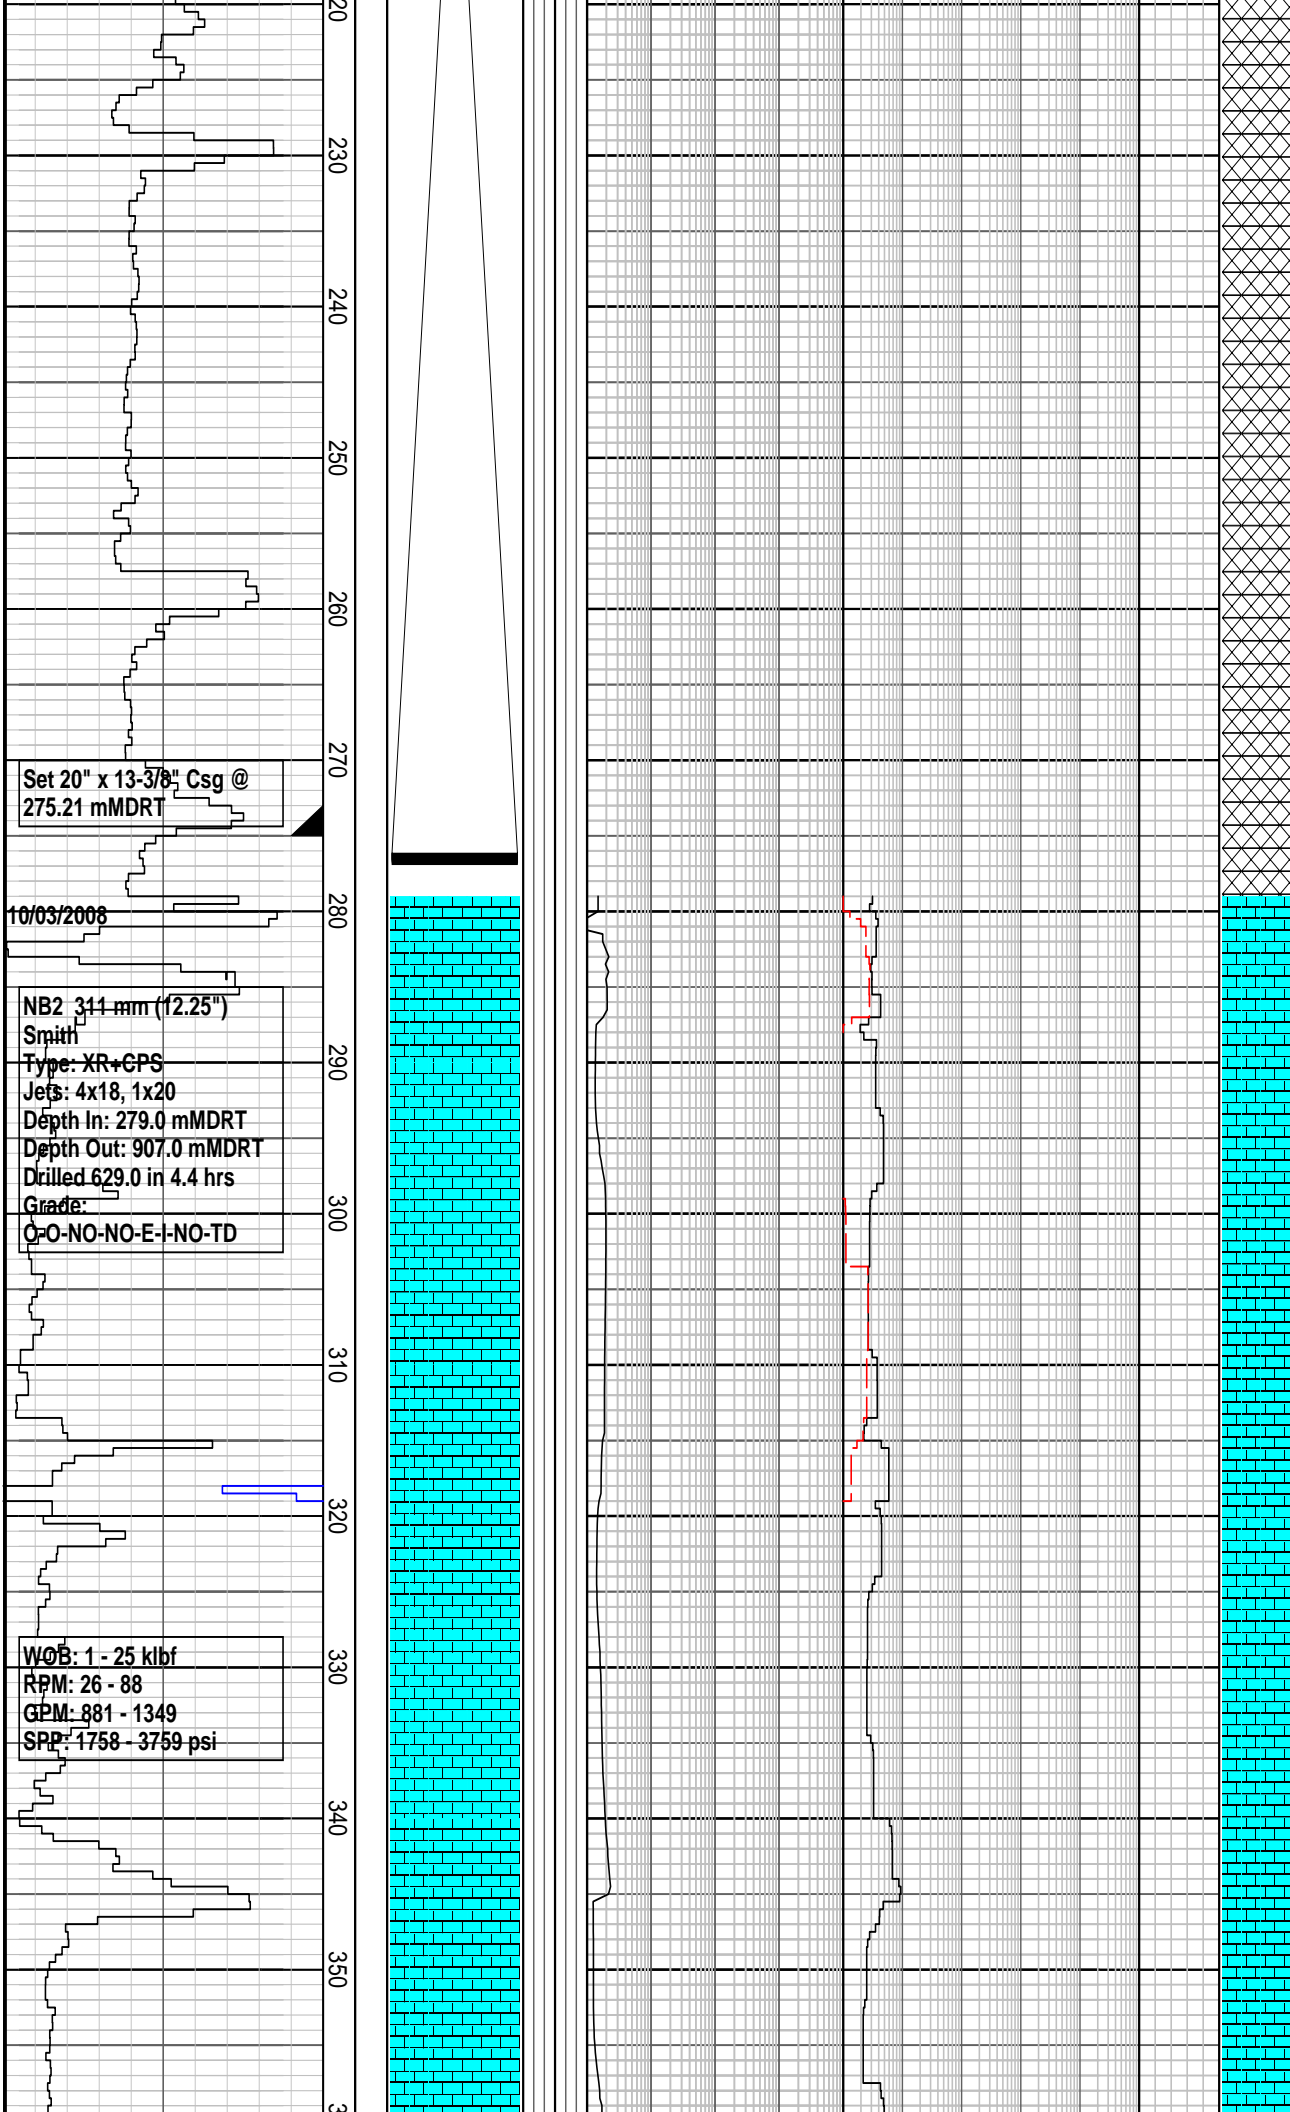 20
230
240
250
260
270
Set 20" x 13-3/8" Csg @
275.21 mMDRT
280
10/03/2008
NB2 311 mm (12.25")
Smith
Type: XR+CPS
Jets: 4x18, 1x20
Depth In: 279.0 mMDRT
Depth Out: 907.0 mMDRT
Drilled 629.0 in 4.4 hrs
Grade:
O-O-NO-NO-E-I-NO-TD
290
300
310
320
330
WOB: 1 - 25 klbf
RPM: 26 - 88
GPM: 881 - 1349
SPP: 1758 - 3759 psi
340
350